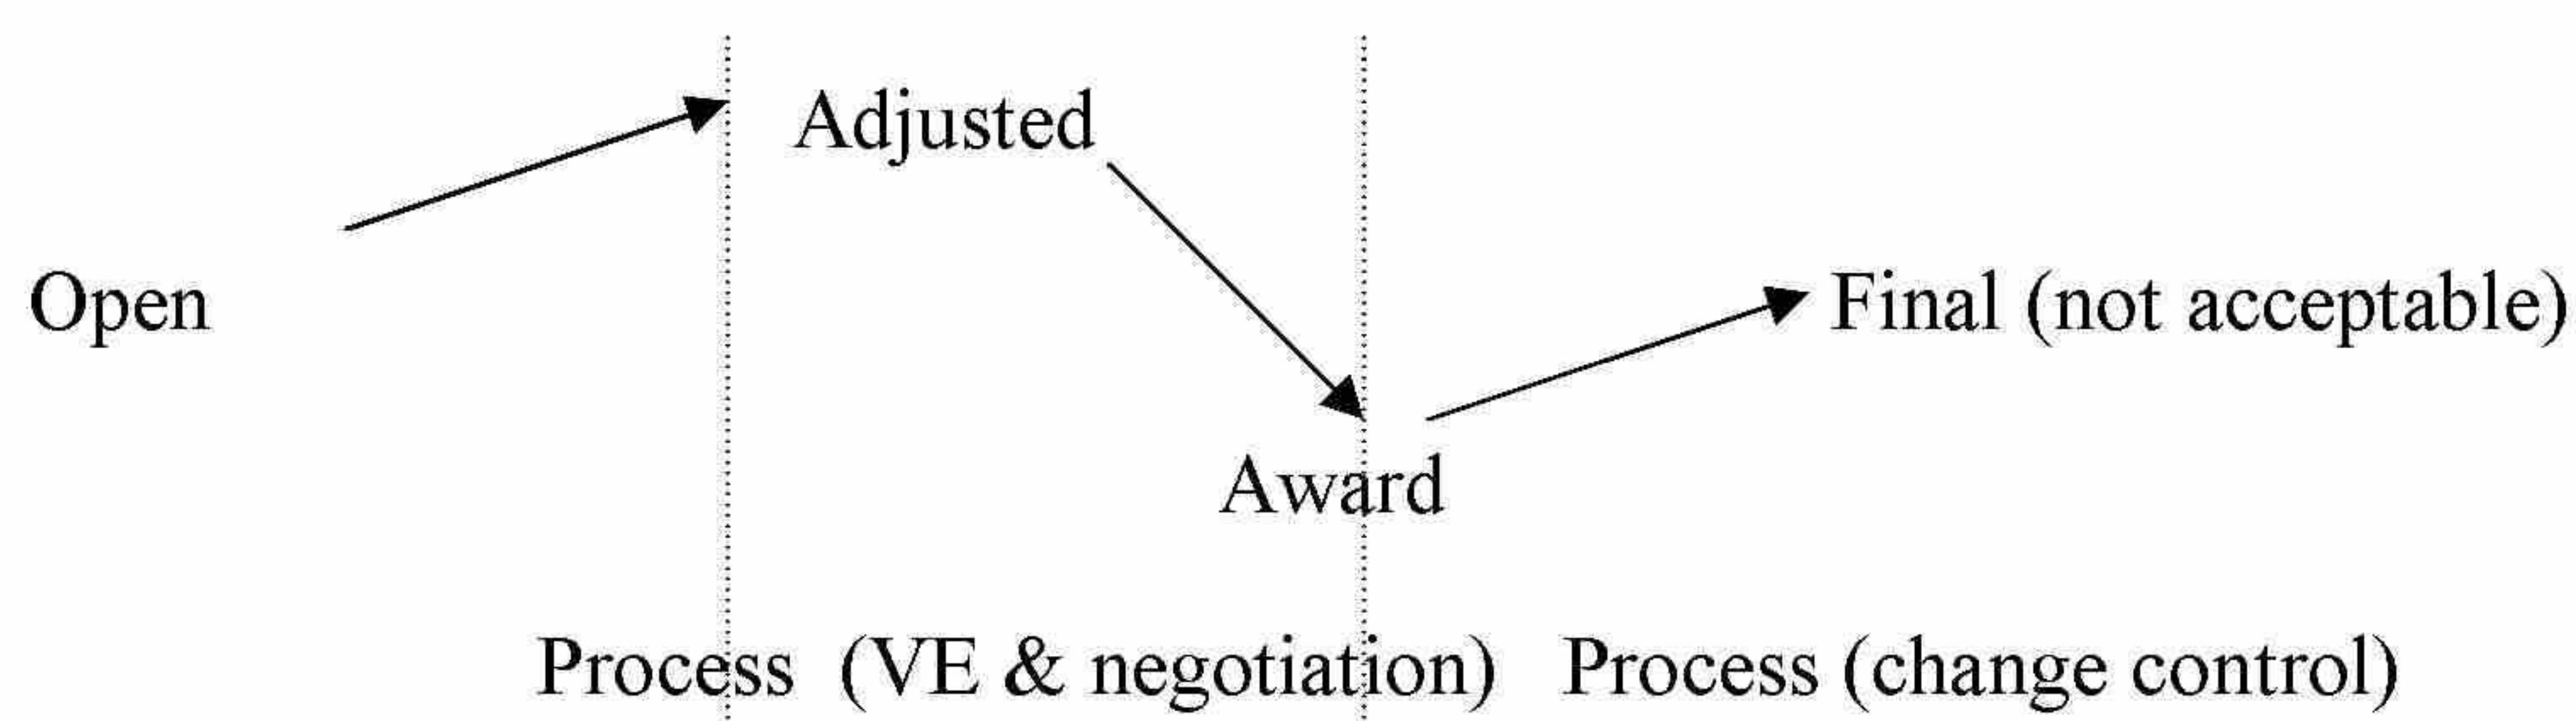 Adjusted
Open
Final (not acceptable)
Award
Process (VE & negotiation)
Process (change control)